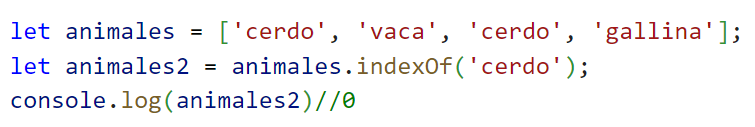 let animales = ['cerdo', 'vaca', 'cerdo', 'gallina'];
let animales2 = animales.indexOf('cerdo');
console.log(animales2)//0